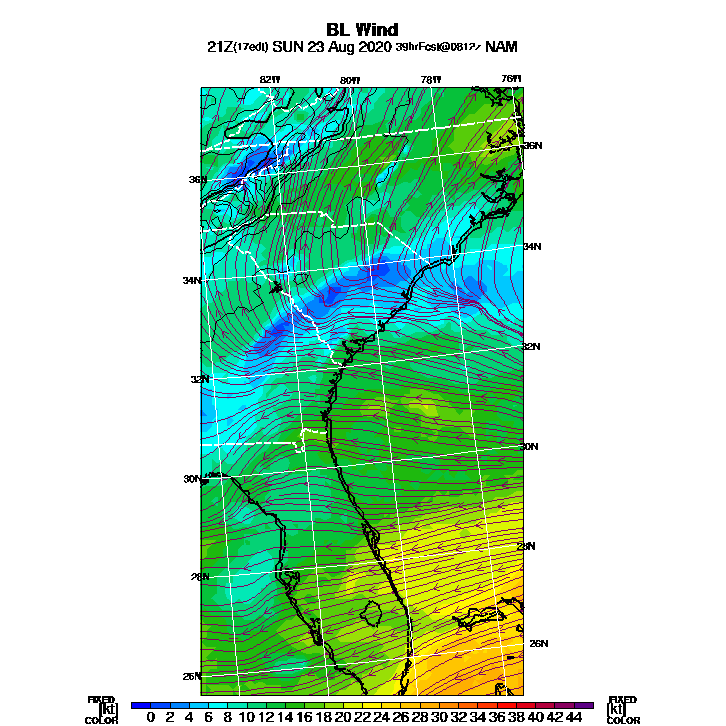 BL Wind
21Z(17edt) SUN 23 Aug 2020 39hrFcst@0812z NAM
82W 80W 78W 76W
36N
36N
34N
34N
32N
32N
30N
30N
28N
28N
26N
26N
FIXED FIXED
[kt] 0 2 4 6 8 10 12 14 16 18 20 22 24 26 28 30 32 34 36 38 40 42 44 [kt]
COLOR COLOR